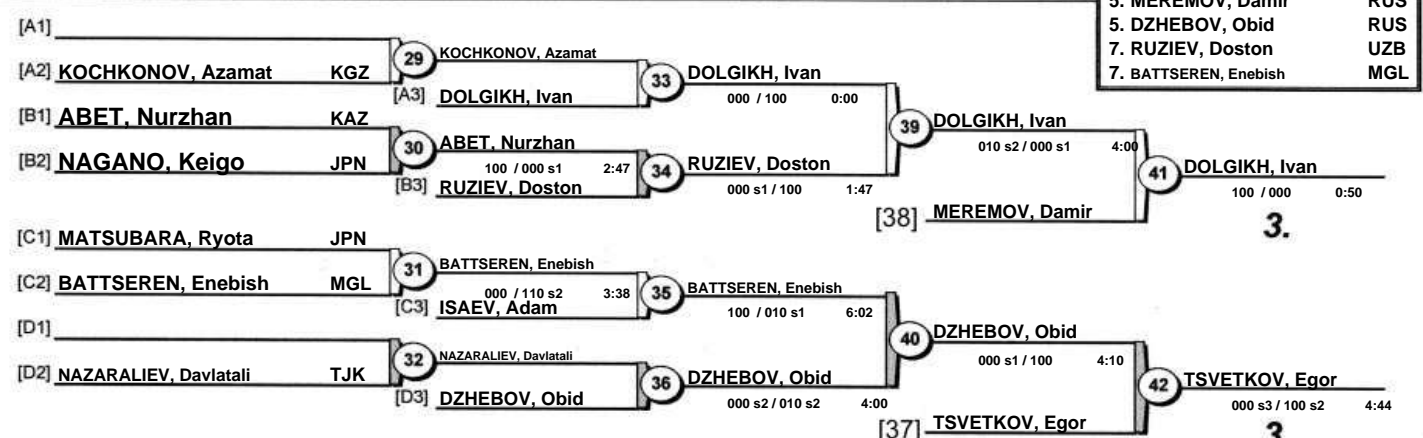 5. MEREMOV, Damir RUS
5. DZHEBOV, Obid RUS
7. RUZIEV, Doston UZB
7. BATTSEREN, Enebish MGL
[A1]
29 KOCHKONOV, Azamat
[A2] KOCHKONOV, Azamat KGZ
33 DOLGIKH, Ivan
[A3] DOLGIKH, Ivan
000 / 100 0:00
[B1] ABET, Nurzhan KAZ
39 DOLGIKH, Ivan
30 ABET, Nurzhan
010 s2 / 000 s1 4:00
[B2] NAGANO, Keigo JPN
100 / 000 s1 2:47
34 RUZIEV, Doston
41 DOLGIKH, Ivan
[B3] RUZIEV, Doston
000 s1 / 100 1:47
100 / 000 0:50
[38] MEREMOV, Damir
3.
[C1] MATSUBARA, Ryota JPN
31 BATTSEREN, Enebish
[C2] BATTSEREN, Enebish MGL
000 / 110 s2 3:38
35 BATTSEREN, Enebish
[C3] ISAEV, Adam
100 / 010 s1 6:02
[D1]
40 DZHEBOV, Obid
32 NAZARALIEV, Davlatali
000 s1 / 100 4:10
[D2] NAZARALIEV, Davlatali TJK
36 DZHEBOV, Obid
42 TSVETKOV, Egor
[D3] DZHEBOV, Obid
000 s2 / 010 s2 4:00
000 s3 / 100 s2 4:44
[37] TSVETKOV, Egor
3